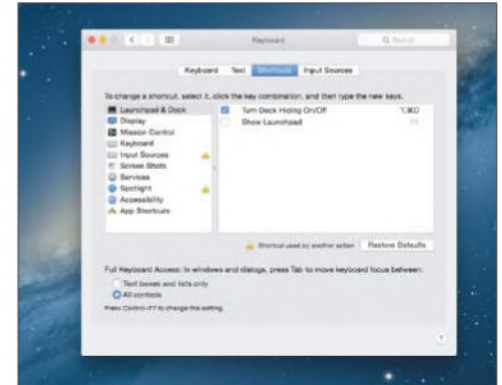 Keyboard
Search
Keyboard Text Shortcuts Input Sources
To change a shortcut, select it, click the key combination, and then type the new keys.
Launchpad & Dock
Display
Mission Control
Keyboard
Input Sources
Screen Shots
Services
Spotlight
Accessibility
App Shortcuts
Turn Dock Hiding On/Off ⌥⌘D
Show Launchpad
Shortcut used by another action
Restore Defaults
Full Keyboard Access: In windows and dialogs, press Tab to move keyboard focus between:
Text boxes and lists only
All controls
Press Control+F7 to change this setting.
?